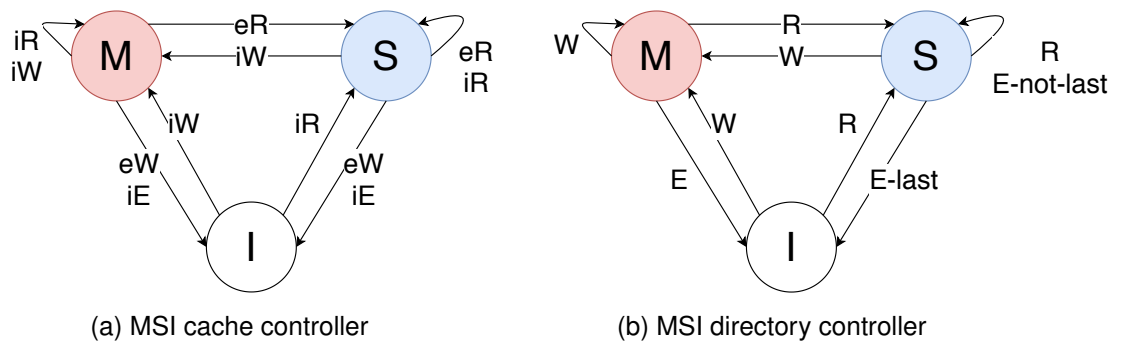 M
S
I
iR
iW
eR
iW
eR
iR
iW
iR
eW
iE
eW
iE
(a) MSI cache controller
M
S
I
W
R
W
R
E-not-last
W
R
E
E-last
(b) MSI directory controller